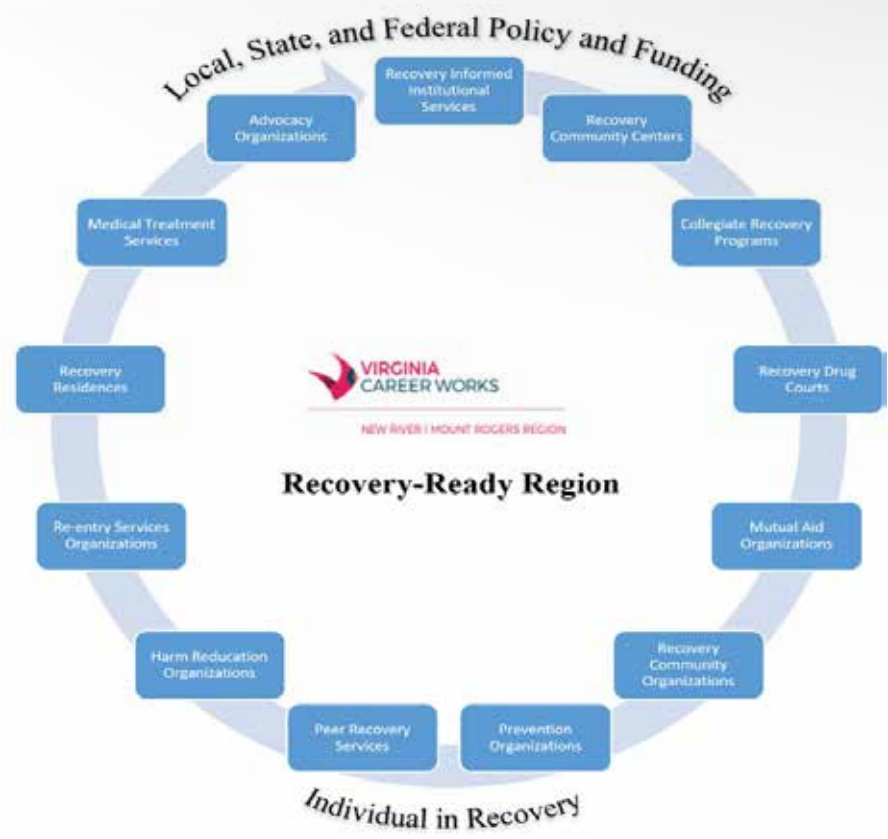 Local, State, and Federal Policy and Funding
Recovery Informed
Institutional
Services
Recovery
Community Centers
Collegiate Recovery
Programs
Recovery Drug
Courts
Mutual Aid
Organizations
Recovery
Community
Organizations
Prevention
Organizations
Peer Recovery
Services
Harm Reducation
Organizations
Re-entry Services
Organizations
Recovery
Residences
Medical Treatment
Services
Advocacy
Organizations
VIRGINIA
CAREER WORKS
NEW RIVER | MOUNT ROGERS REGION
Recovery-Ready Region
Individual in Recovery